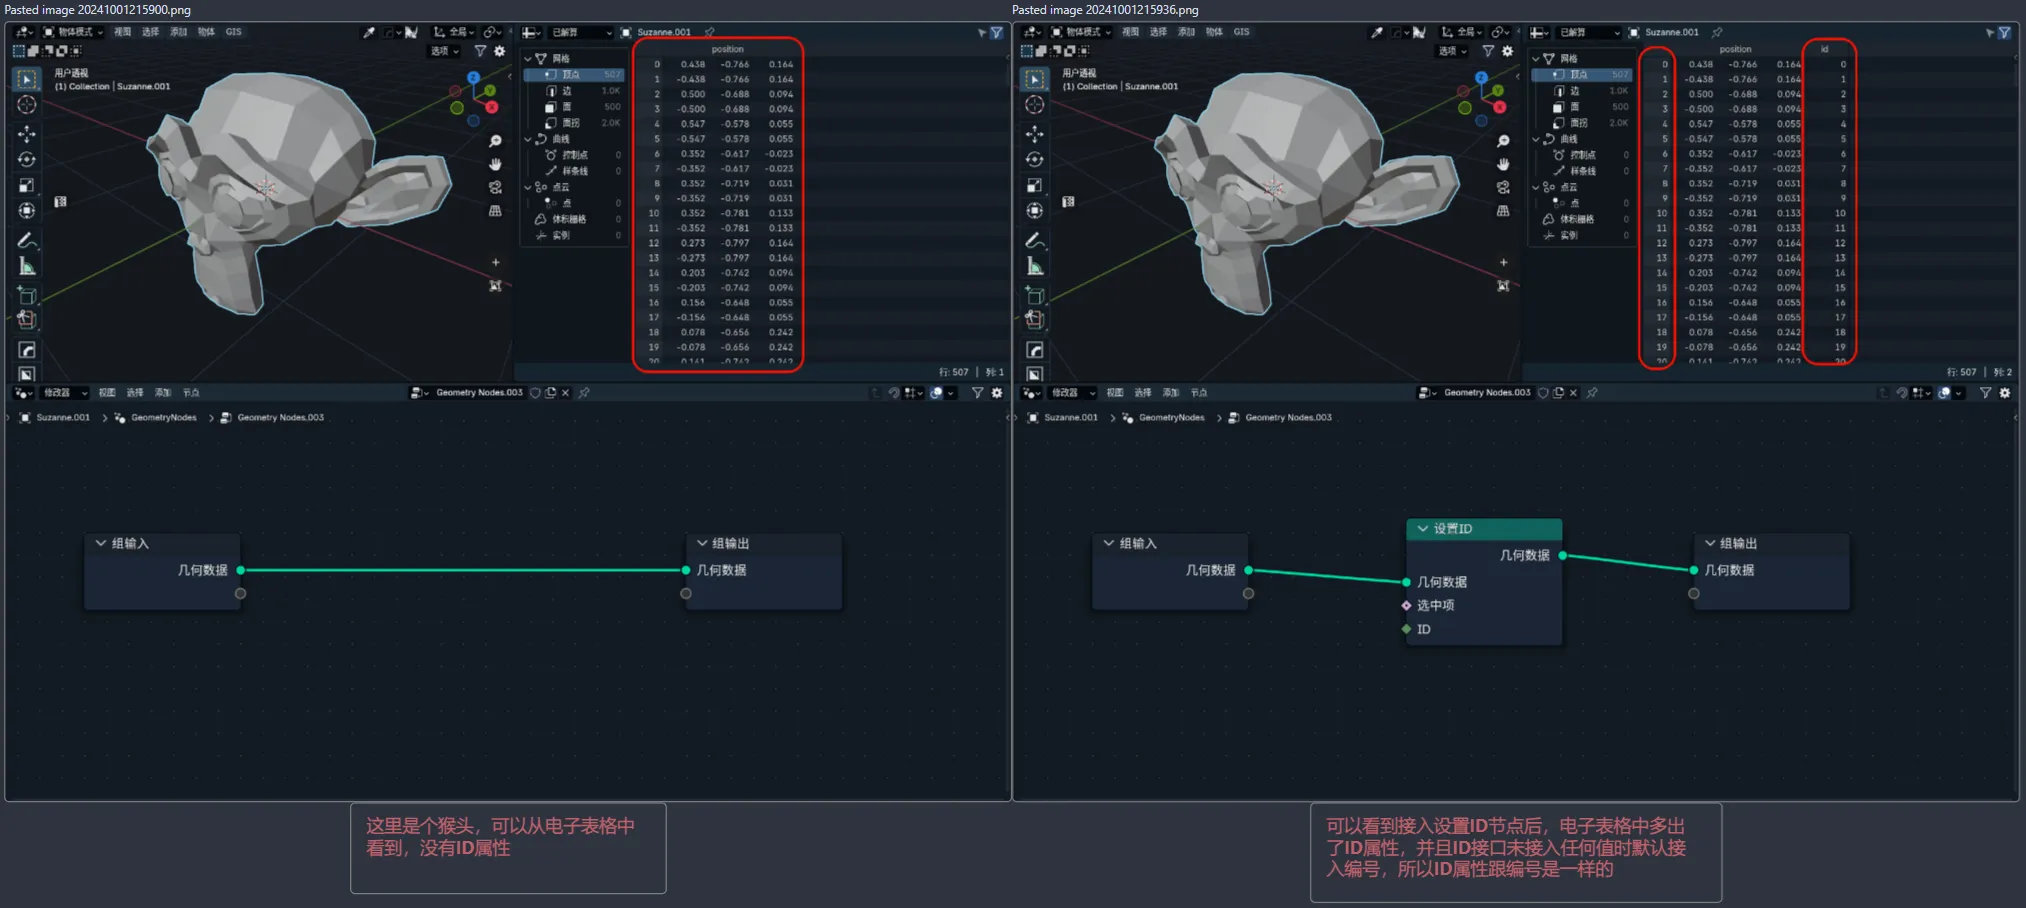 Pasted image 20241001215900.png
物体模式 视图 选择 添加 物体 GIS 全局
选项
用户透视
(1) Collection | Suzanne.001
已解算 Suzanne.001
网格
顶点 507
边 1.0K
面 500
面拐 2.0K
曲线
控制点 0
样条线 0
点云
点 0
体积栅格 0
实例 0
position
0 0.438 -0.766 0.164
1 -0.438 -0.766 0.164
2 0.500 -0.688 0.094
3 -0.500 -0.688 0.094
4 0.547 -0.578 0.055
5 -0.547 -0.578 0.055
6 0.352 -0.617 -0.023
7 -0.352 -0.617 -0.023
8 0.352 -0.719 0.031
9 -0.352 -0.719 0.031
10 0.352 -0.781 0.133
11 -0.352 -0.781 0.133
12 0.273 -0.797 0.164
13 -0.273 -0.797 0.164
14 0.203 -0.742 0.094
15 -0.203 -0.742 0.094
16 0.156 -0.648 0.055
17 -0.156 -0.648 0.055
18 0.078 -0.656 0.242
19 -0.078 -0.656 0.242
20 0.141 -0.742 0.242
行: 507 | 列: 1
修改器 视图 选择 添加 节点 Geometry Nodes.003
Suzanne.001 > GeometryNodes > Geometry Nodes.003
组输入
几何数据
组输出
几何数据
这里是个猴头，可以从电子表格中
看到，没有ID属性
Pasted image 20241001215936.png
物体模式 视图 选择 添加 物体 GIS 全局
选项
用户透视
(1) Collection | Suzanne.001
已解算 Suzanne.001
网格
顶点 507
边 1.0K
面 500
面拐 2.0K
曲线
控制点 0
样条线 0
点云
点 0
体积栅格 0
实例 0
position id
0 0.438 -0.766 0.164 0
1 -0.438 -0.766 0.164 1
2 0.500 -0.688 0.094 2
3 -0.500 -0.688 0.094 3
4 0.547 -0.578 0.055 4
5 -0.547 -0.578 0.055 5
6 0.352 -0.617 -0.023 6
7 -0.352 -0.617 -0.023 7
8 0.352 -0.719 0.031 8
9 -0.352 -0.719 0.031 9
10 0.352 -0.781 0.133 10
11 -0.352 -0.781 0.133 11
12 0.273 -0.797 0.164 12
13 -0.273 -0.797 0.164 13
14 0.203 -0.742 0.094 14
15 -0.203 -0.742 0.094 15
16 0.156 -0.648 0.055 16
17 -0.156 -0.648 0.055 17
18 0.078 -0.656 0.242 18
19 -0.078 -0.656 0.242 19
20 0.141 -0.742 0.242 20
行: 507 | 列: 2
修改器 视图 选择 添加 节点 Geometry Nodes.003
Suzanne.001 > GeometryNodes > Geometry Nodes.003
组输入
几何数据
设置ID
几何数据
几何数据
选中项
ID
组输出
几何数据
可以看到接入设置ID节点后，电子表格中多出
了ID属性，并且ID接口未接入任何值时默认接
入编号，所以ID属性跟编号是一样的